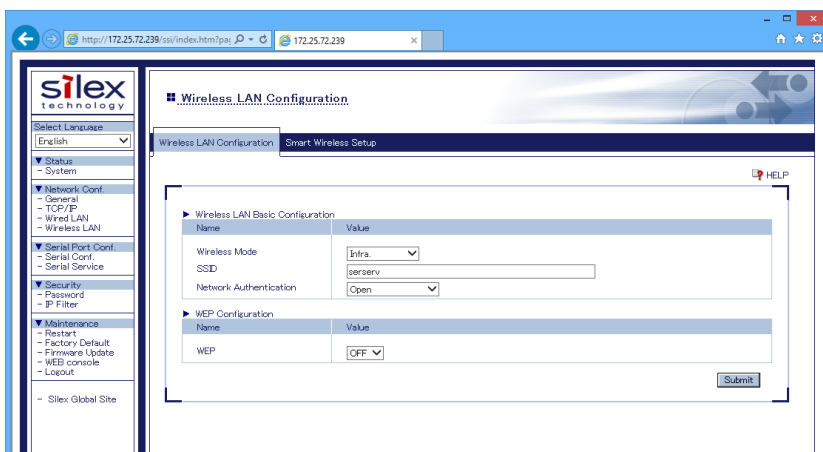 http://172.25.72.239/ssi/index.htm?pa
172.25.72.239
silex
technology
Select Language
English
▼ Status
- System
▼ Network Conf.
- General
- TCP/IP
- Wired LAN
- Wireless LAN
▼ Serial Port Conf.
- Serial Conf.
- Serial Service
▼ Security
- Password
- IP Filter
▼ Maintenance
- Restart
- Factory Default
- Firmware Update
- WEB console
- Logout
- Silex Global Site
Wireless LAN Configuration
Wireless LAN Configuration Smart Wireless Setup
HELP
Wireless LAN Basic Configuration
Name Value
Wireless Mode Infra.
SSID serserv
Network Authentication Open
WEP Configuration
Name Value
WEP OFF
Submit